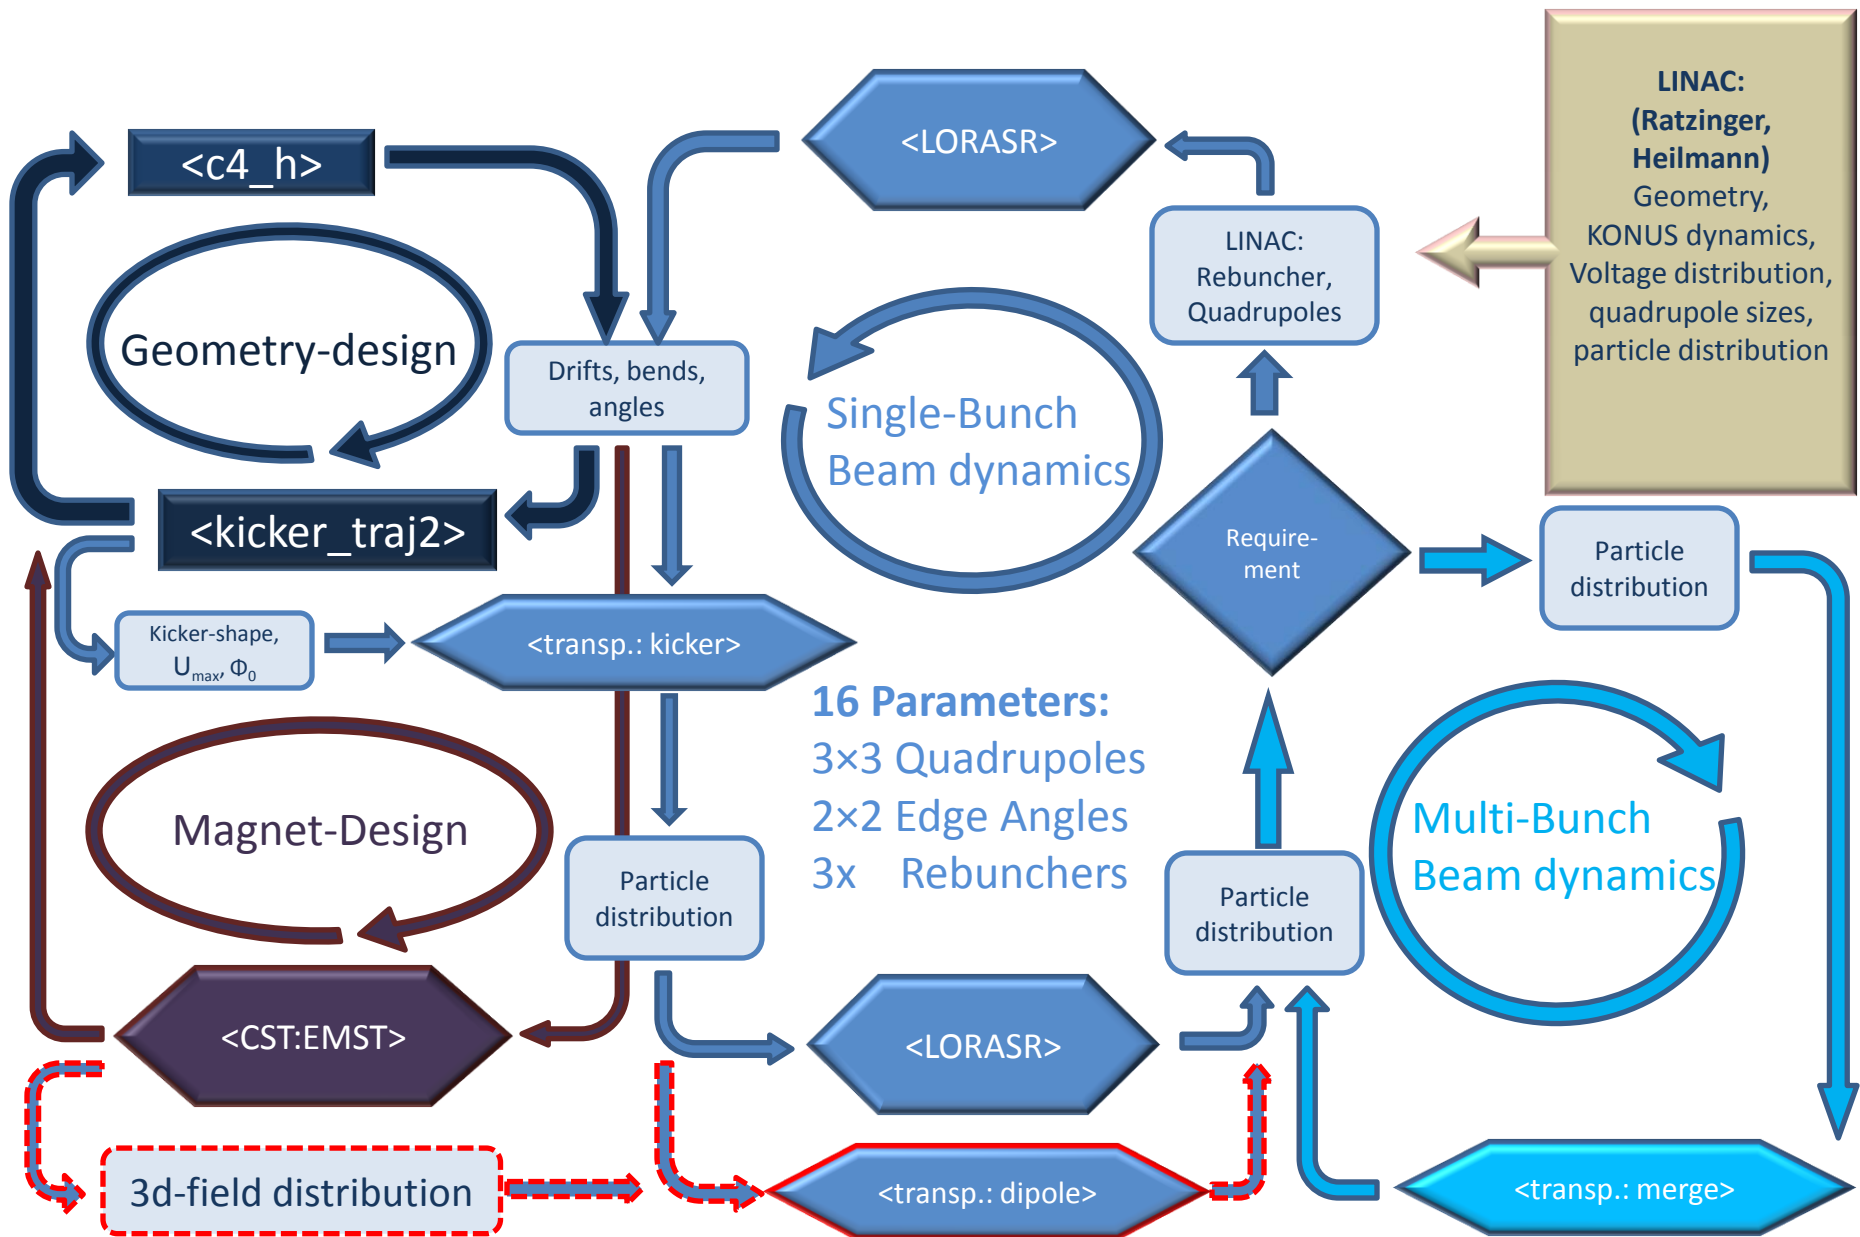 LINAC:
(Ratzinger,
Heilmann)
Geometry,
KONUS dynamics,
Voltage distribution,
quadrupole sizes,
particle distribution
<c4_h>
<LORASR>
LINAC:
Rebuncher,
Quadrupoles
Geometry-design
Drifts, bends,
angles
Single-Bunch
Beam dynamics
<kicker_traj2>
Require-
ment
Particle
distribution
Kicker-shape,
Umax, Φ0
<transp.: kicker>
16 Parameters:
3×3 Quadrupoles
2×2 Edge Angles
3x Rebunchers
Magnet-Design
Multi-Bunch
Beam dynamics
Particle
distribution
Particle
distribution
<CST:EMST>
<LORASR>
3d-field distribution
<transp.: dipole>
<transp.: merge>